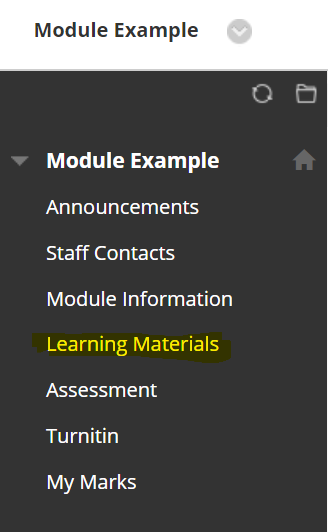 Module Example
Module Example
Announcements
Staff Contacts
Module Information
Learning Materials
Assessment
Turnitin
My Marks